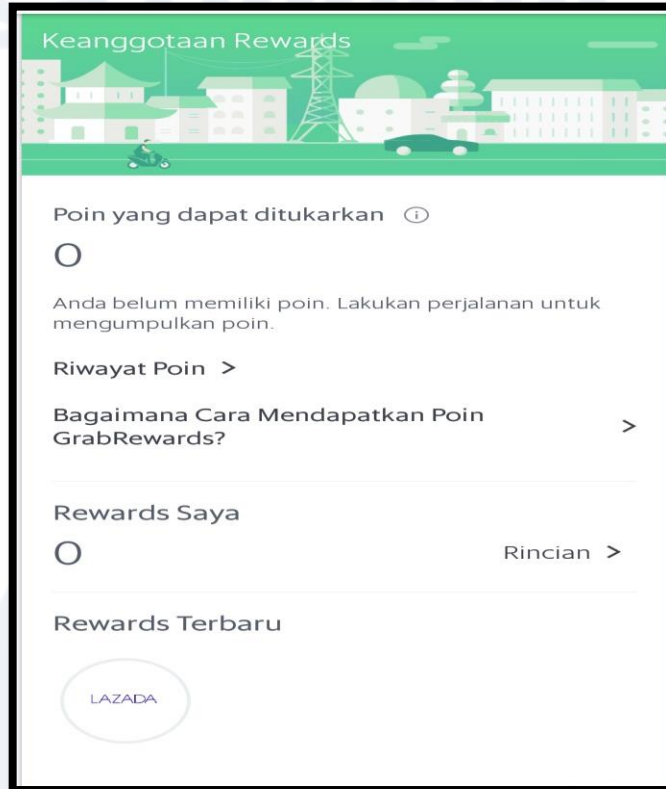 Keanggotaan Rewards
Poin yang dapat ditukarkan
0
Anda belum memiliki poin. Lakukan perjalanan untuk
mengumpulkan poin.
Riwayat Poin >
Bagaimana Cara Mendapatkan Poin
GrabRewards? >
Rewards Saya
0
Rincian >
Rewards Terbaru
LAZADA